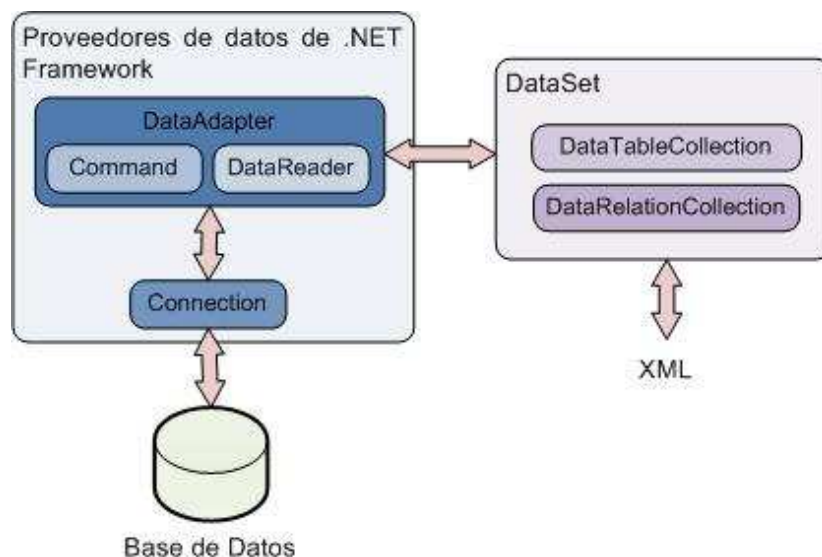 Proveedores de datos de .NET
Framework
DataAdapter
Command
DataReader
Connection
Base de Datos
DataSet
DataTableCollection
DataRelationCollection
XML